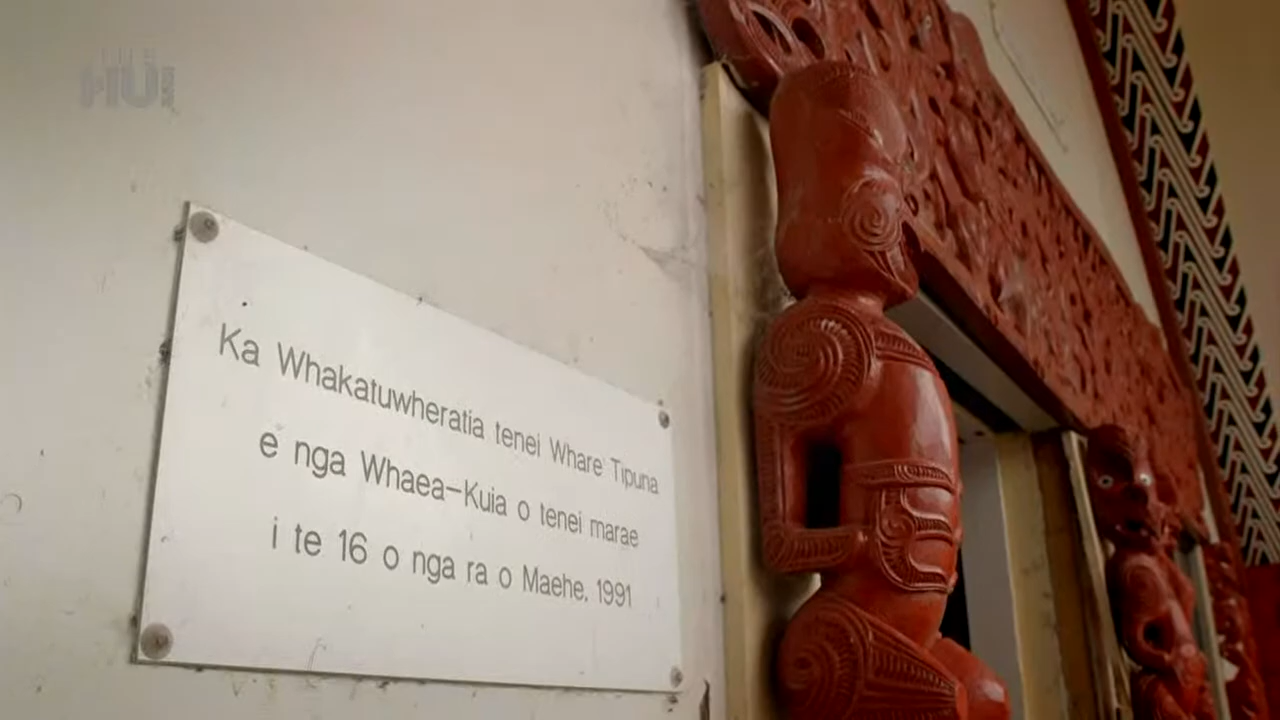 HUI
Ka Whakatuwheratia tenei Whare Tipuna
e nga Whaea-Kuia o tenei marae
i te 16 o nga ra o Maehe, 1991